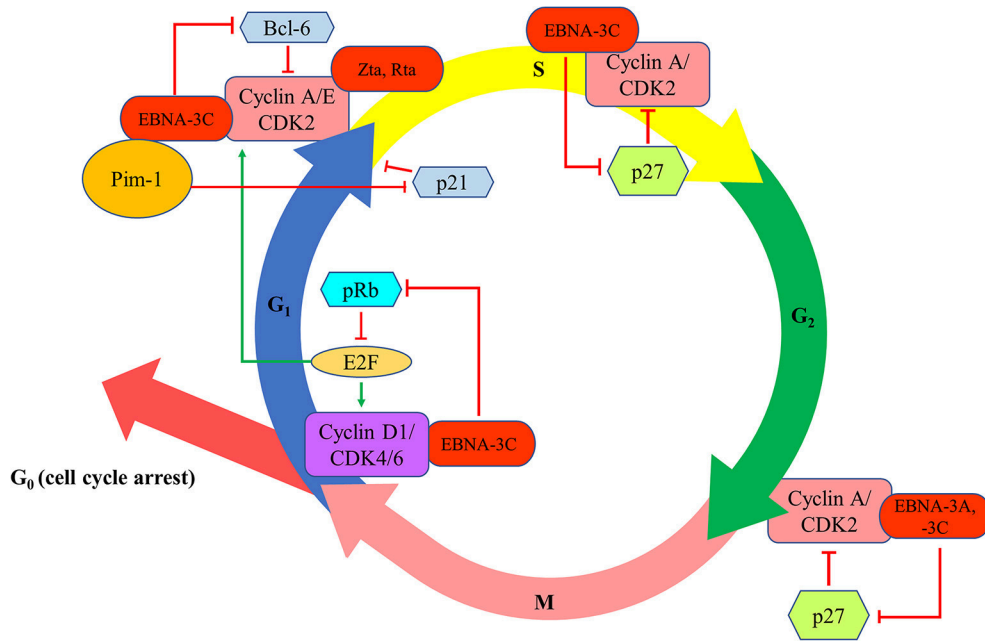 Bcl-6
EBNA-3C
Cyclin A/E
CDK2
Zta, Rta
EBNA-3C
S
Cyclin A/
CDK2
Pim-1
p21
p27
pRb
G₁
G₂
E2F
Cyclin D1/
CDK4/6
EBNA-3C
G₀ (cell cycle arrest)
Cyclin A/
CDK2
EBNA-3A,
-3C
M
p27